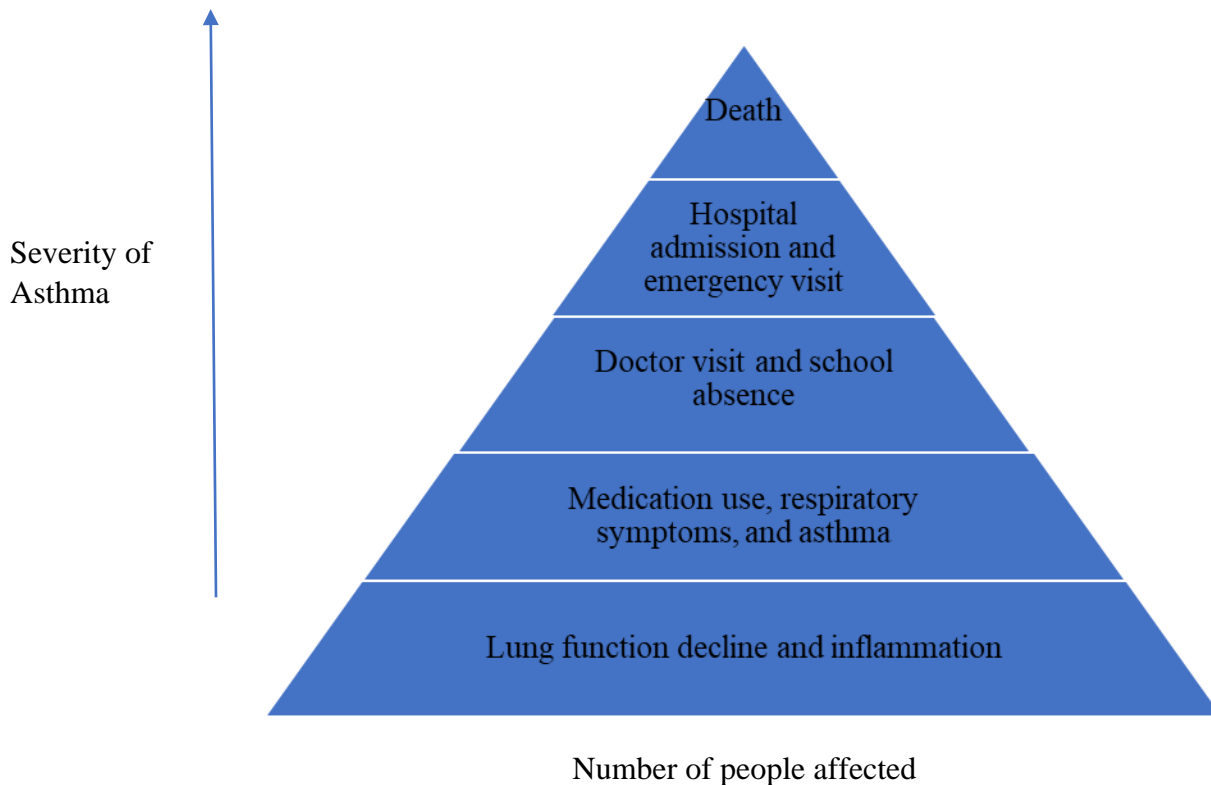 Death
Hospital
admission and
emergency visit
Severity of
Asthma
Doctor visit and school
absence
Medication use, respiratory
symptoms, and asthma
Lung function decline and inflammation
Number of people affected